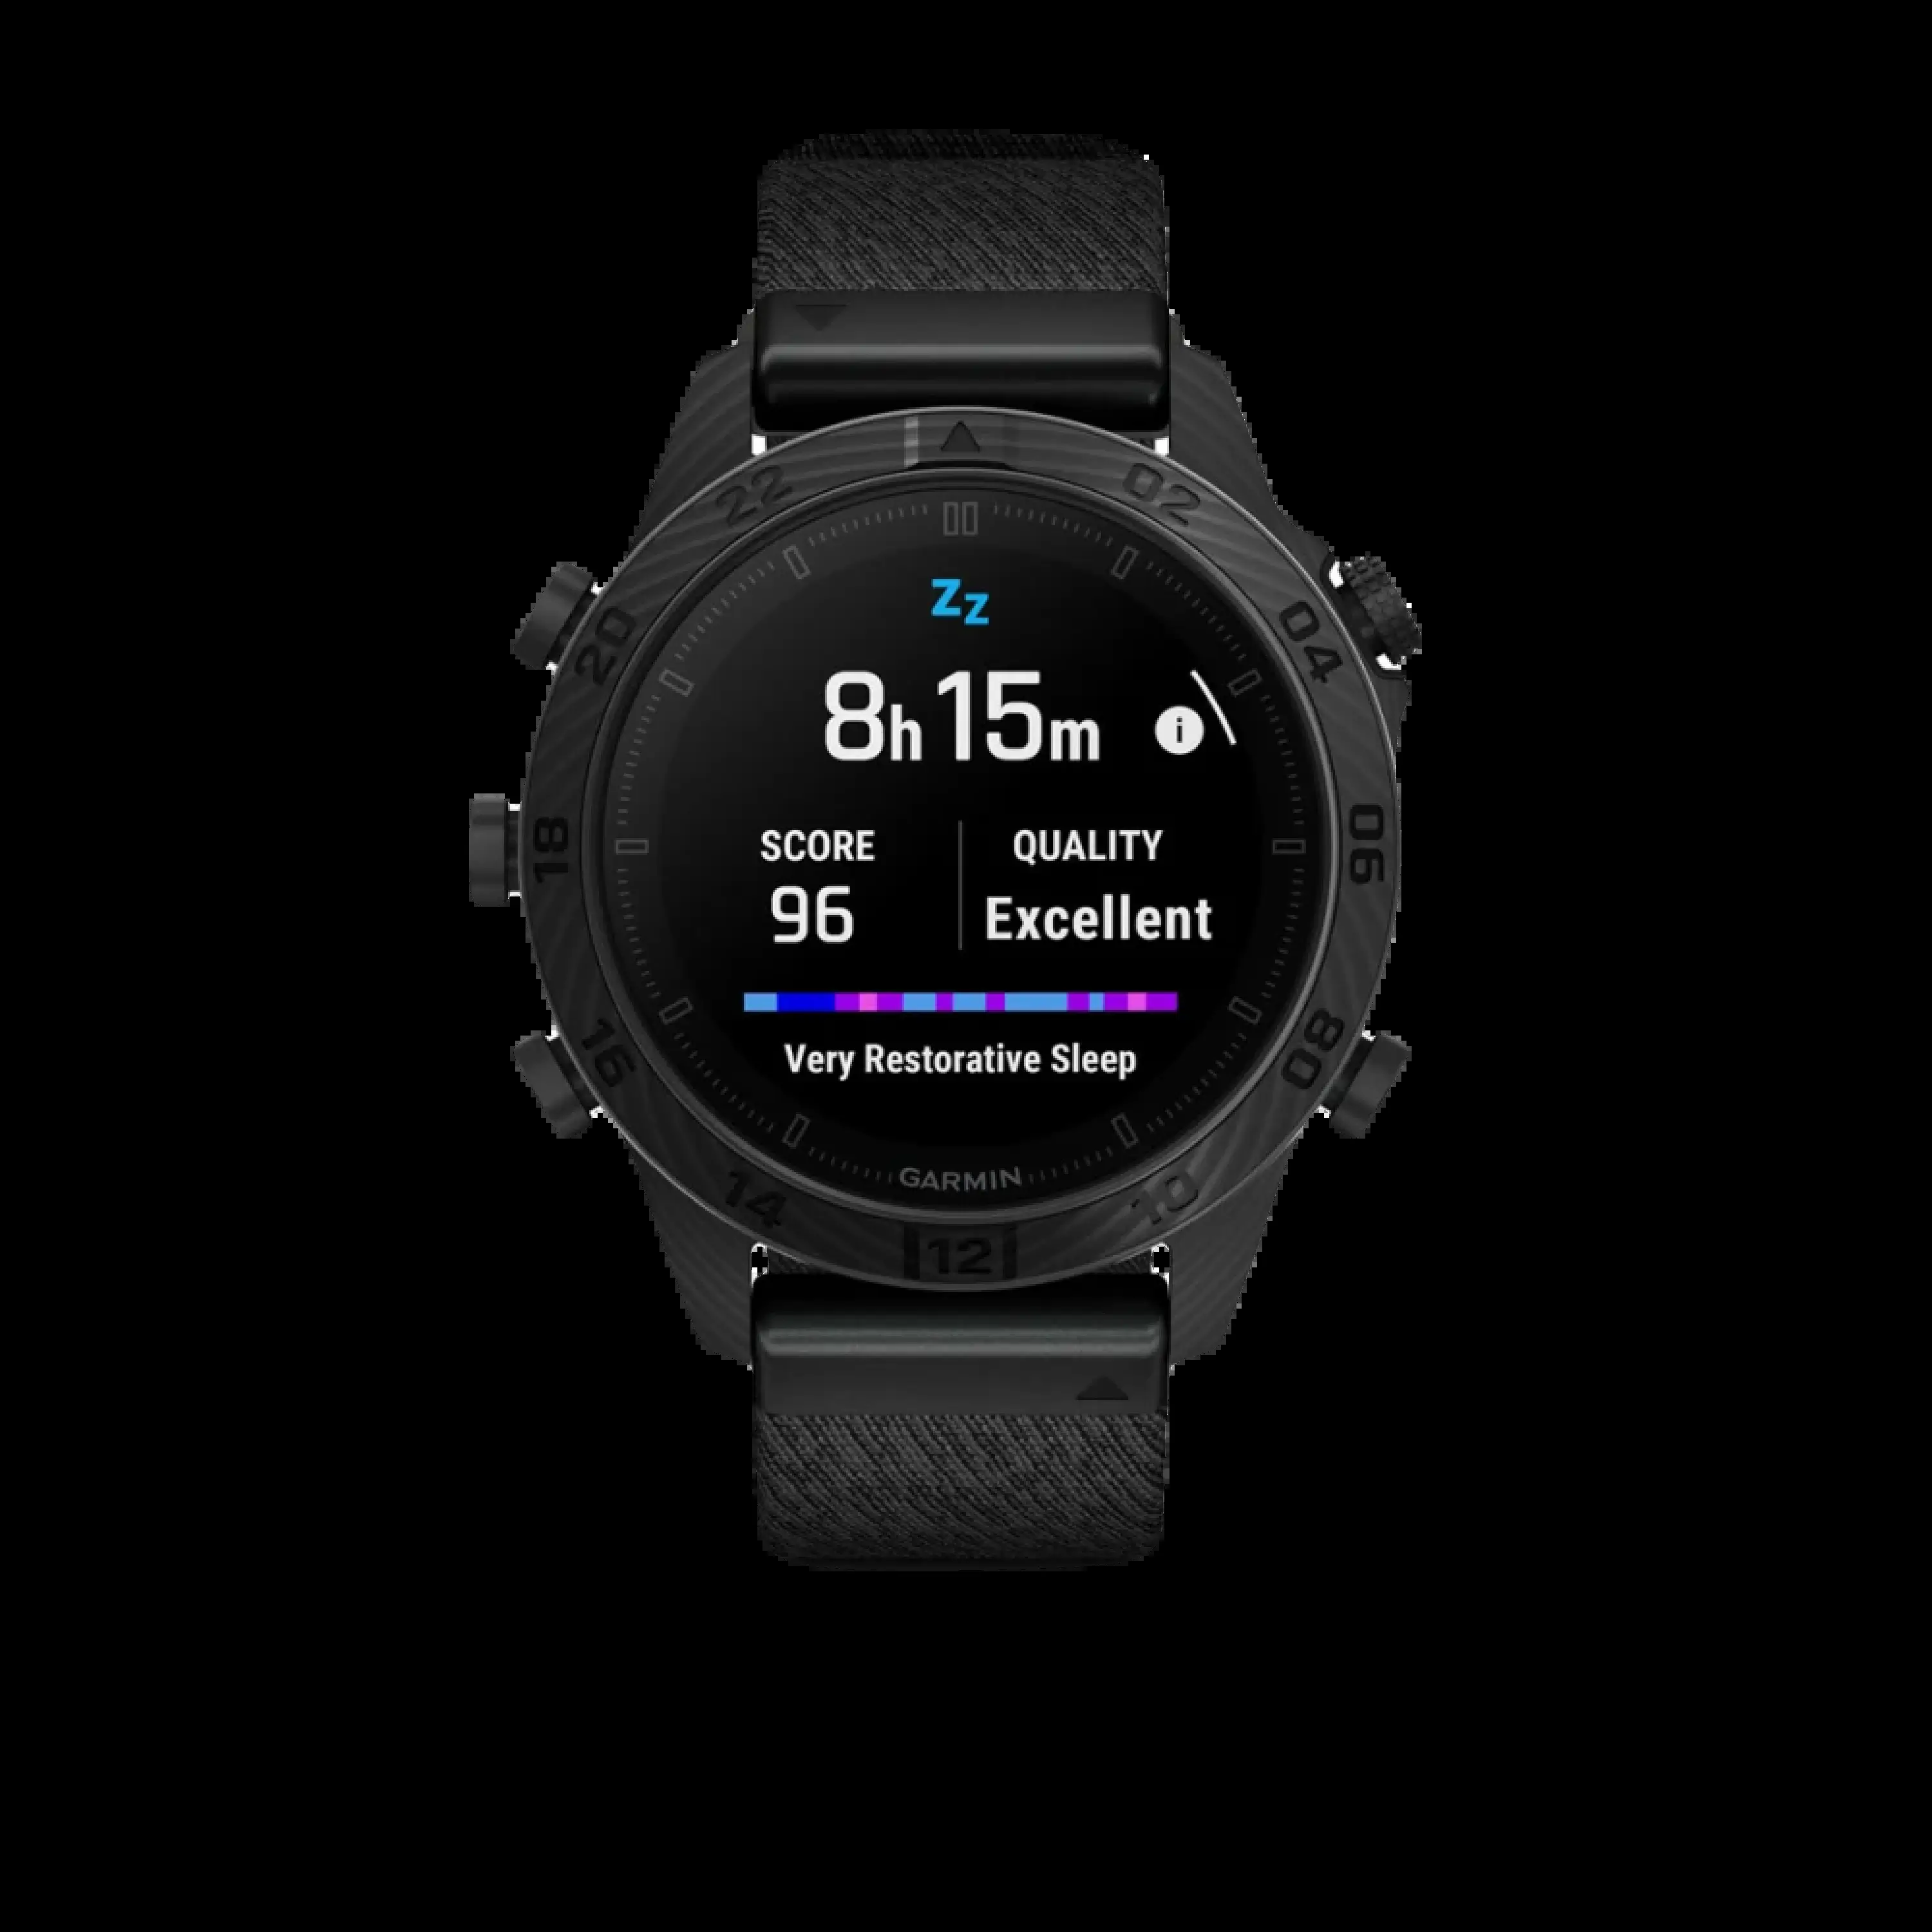 22
02
20
04
18
06
16
08
14
10
12
zz
8h15m
i
SCORE
QUALITY
96
Excellent
Very Restorative Sleep
GARMIN